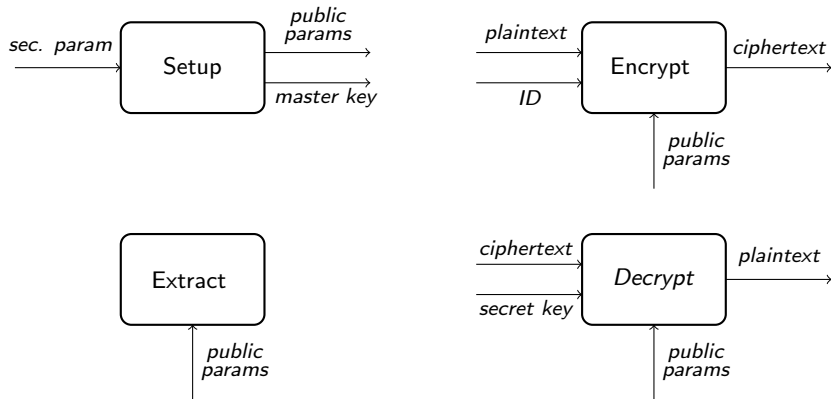 sec. param
Setup
public
params
master key
plaintext
ID
Encrypt
ciphertext
public
params
Extract
public
params
ciphertext
secret key
Decrypt
plaintext
public
params